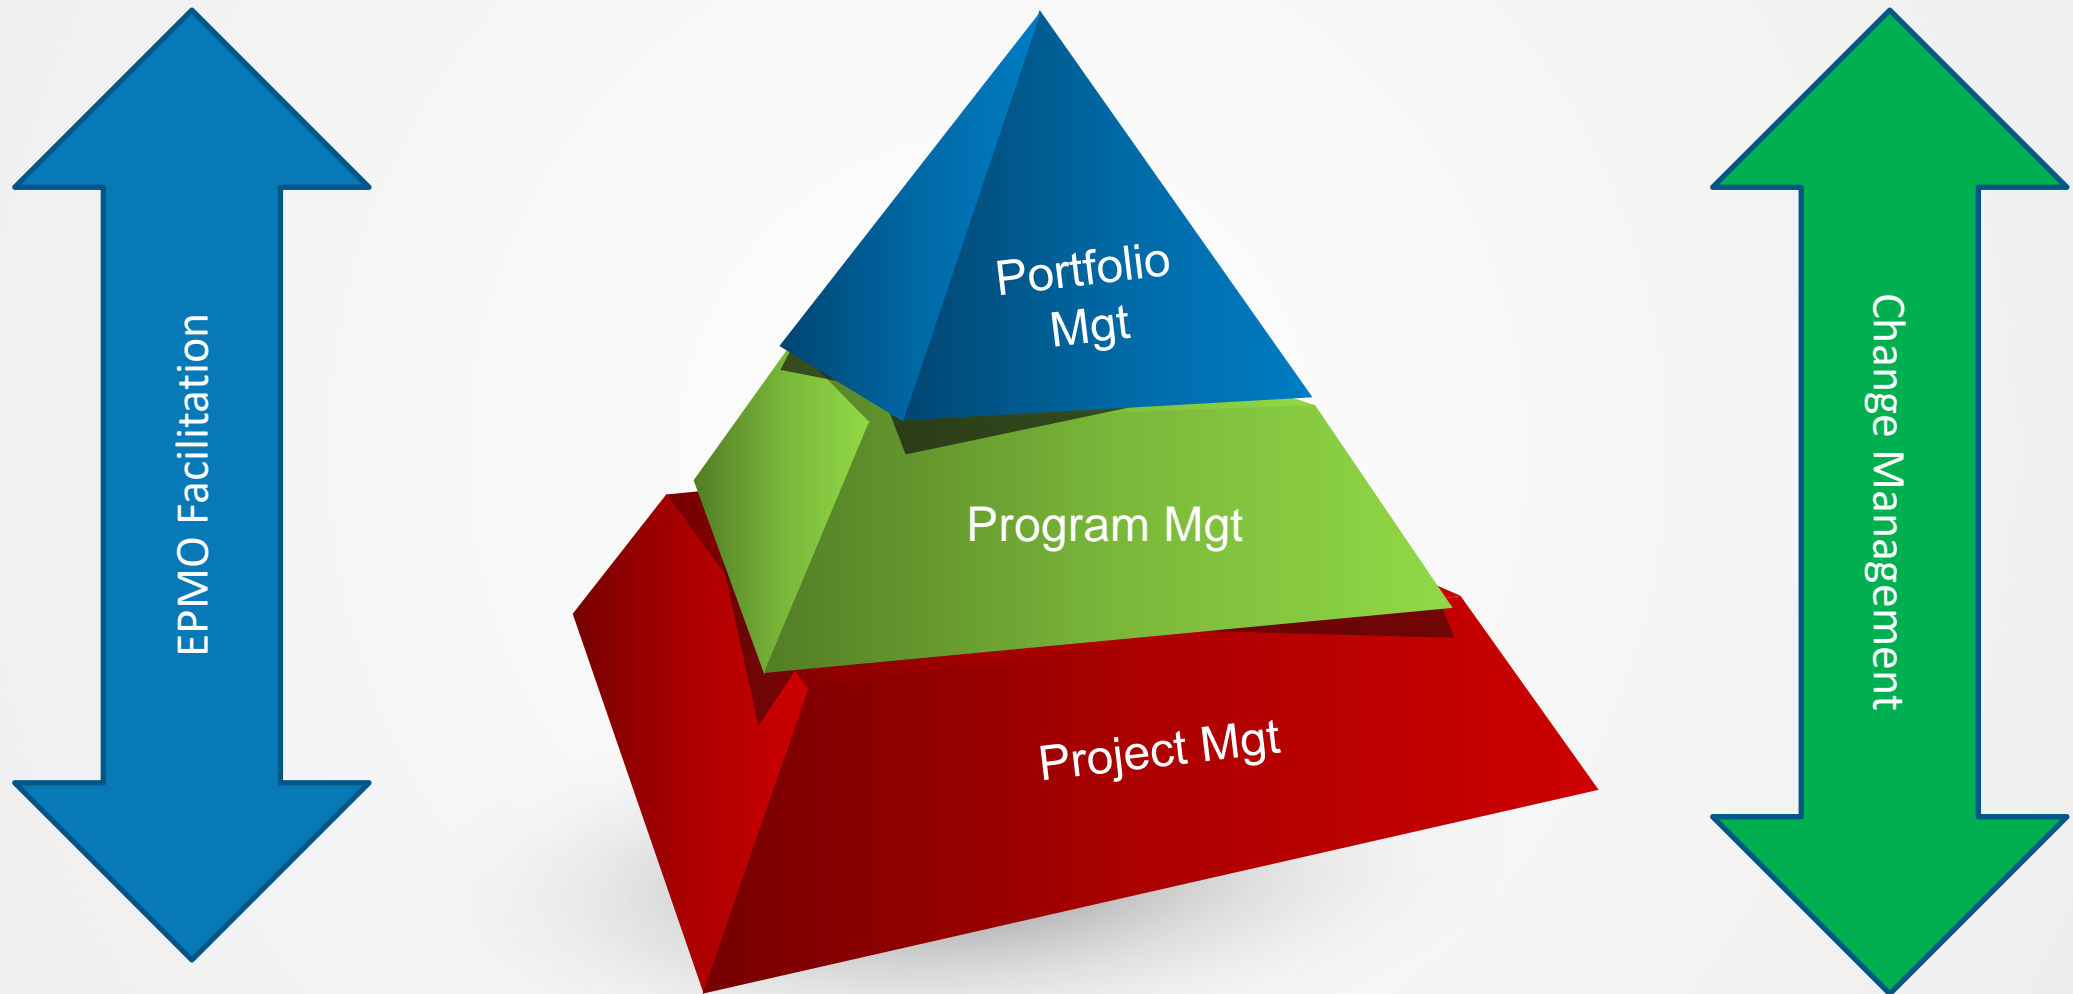 EPMO Facilitation
Portfolio
Mgt
Program Mgt
Project Mgt
Change Management